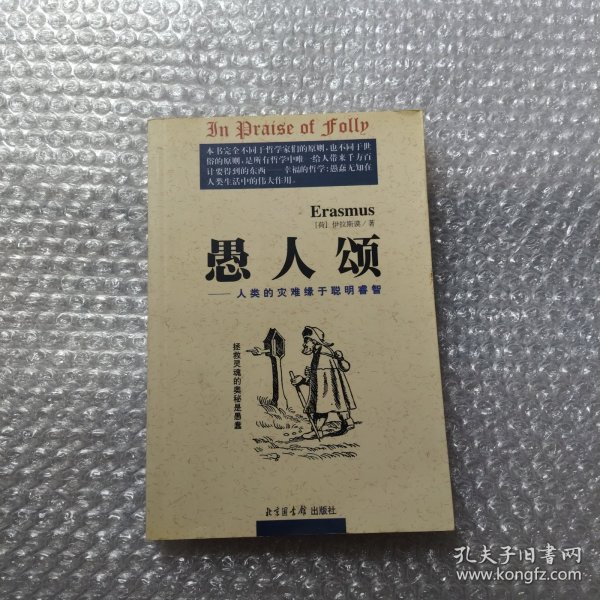 In Praise of Folly
本书完全不同于哲学家们的原则,也不同于世
俗的原则,是所有哲学中唯一给人带来千方百
计要得到的东西——幸福的哲学:愚蠢无知在
人类生活中的伟大作用。
Erasmus
[荷] 伊拉斯谟/著
愚人颂
——人类的灾难缘于聪明睿智
拯救灵魂的奥秘是愚蠢
北京图书馆出版社
孔夫子旧书网
www.kongfz.com